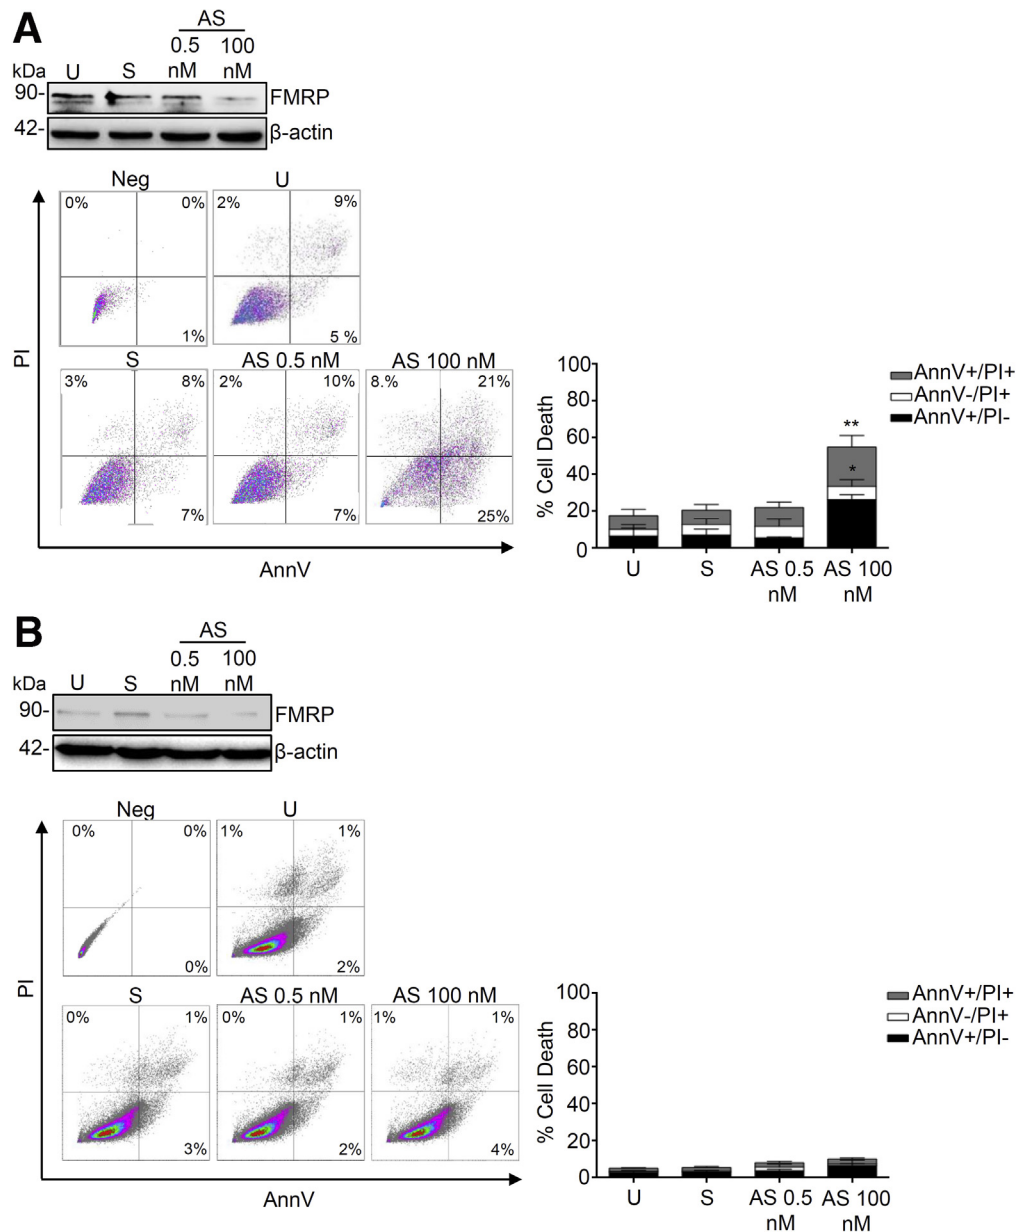 A
AS
0.5 100
kDa U S nM nM
90- FMRP
42- β-actin
Neg U
0% 0% 2% 9%
1% 5 %
S AS 0.5 nM AS 100 nM
3% 8% 2% 10% 8.% 21%
7% 7% 25%
PI
AnnV
100
80
60
40
20
0
% Cell Death
**
*
AnnV+/PI+
AnnV-/PI+
AnnV+/PI-
U S AS 0.5 AS 100
nM nM
B
AS
0.5 100
kDa U S nM nM
90- FMRP
42- β-actin
Neg U
0% 0% 1% 1%
0% 2%
S AS 0.5 nM AS 100 nM
0% 1% 0% 1% 1% 1%
3% 2% 4%
PI
AnnV
100
80
60
40
20
0
% Cell Death
AnnV+/PI+
AnnV-/PI+
AnnV+/PI-
U S AS 0.5 AS 100
nM nM